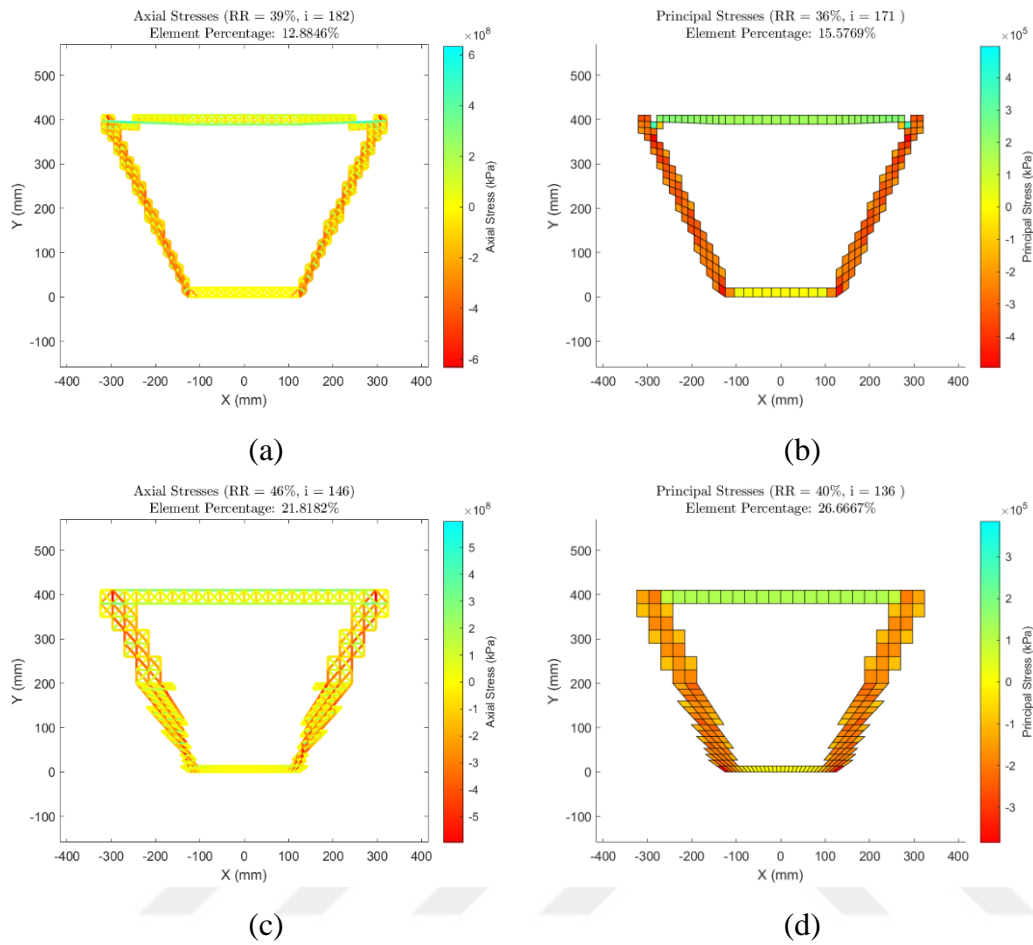 Axial Stresses (RR = 39%, i = 182)
Element Percentage: 12.8846%
×10⁸
500
400
300
200
100
0
-100
Y (mm)
-400 -300 -200 -100 0 100 200 300 400
X (mm)
6
4
2
0
-2
-4
-6
Axial Stress (kPa)
(a)
Principal Stresses (RR = 36%, i = 171 )
Element Percentage: 15.5769%
×10⁵
500
400
300
200
100
0
-100
Y (mm)
-400 -300 -200 -100 0 100 200 300 400
X (mm)
4
3
2
1
0
-1
-2
-3
-4
Principal Stress (kPa)
(b)
Axial Stresses (RR = 46%, i = 146)
Element Percentage: 21.8182%
×10⁸
500
400
300
200
100
0
-100
Y (mm)
-400 -300 -200 -100 0 100 200 300 400
X (mm)
5
4
3
2
1
0
-1
-2
-3
-4
-5
Axial Stress (kPa)
(c)
Principal Stresses (RR = 40%, i = 136 )
Element Percentage: 26.6667%
×10⁵
500
400
300
200
100
0
-100
Y (mm)
-400 -300 -200 -100 0 100 200 300 400
X (mm)
3
2
1
0
-1
-2
-3
Principal Stress (kPa)
(d)